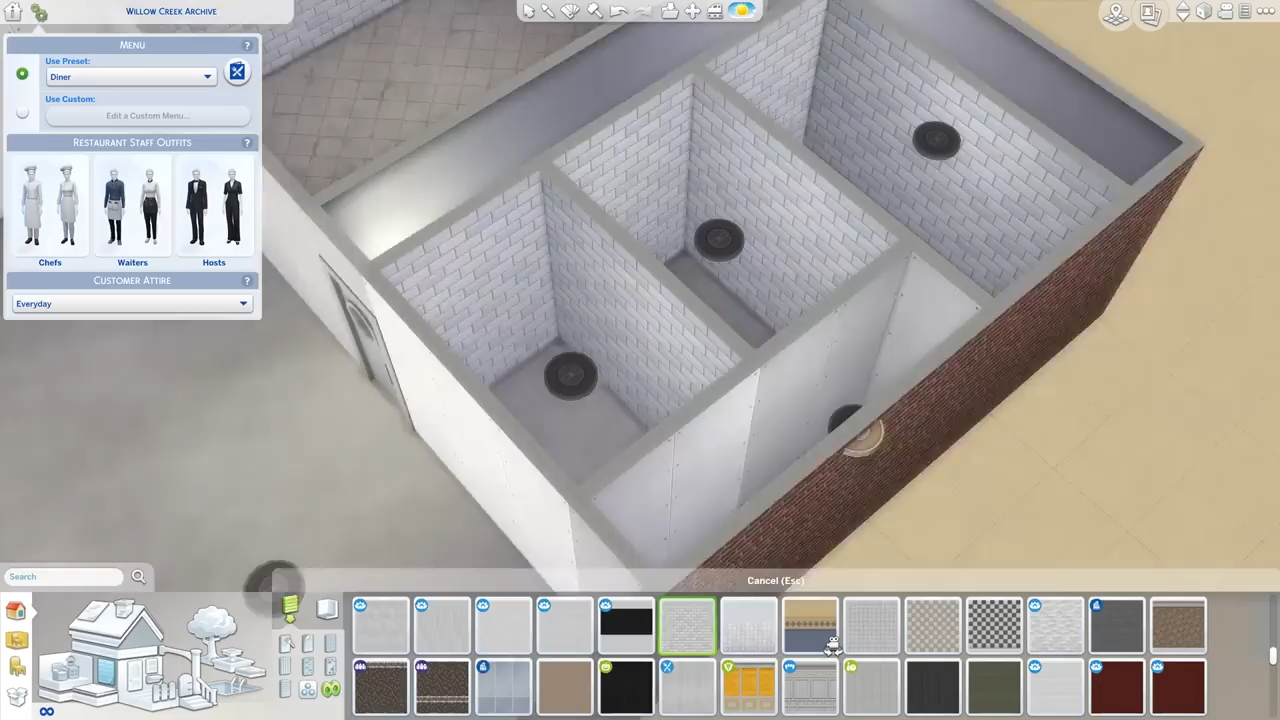 WILLOW CREEK ARCHIVE
MENU
?
Use Preset:
Diner
Use Custom:
Edit a Custom Menu...
RESTAURANT STAFF OUTFITS
?
Chefs
Waiters
Hosts
CUSTOMER ATTIRE
?
Everyday
Cancel (Esc)
Search